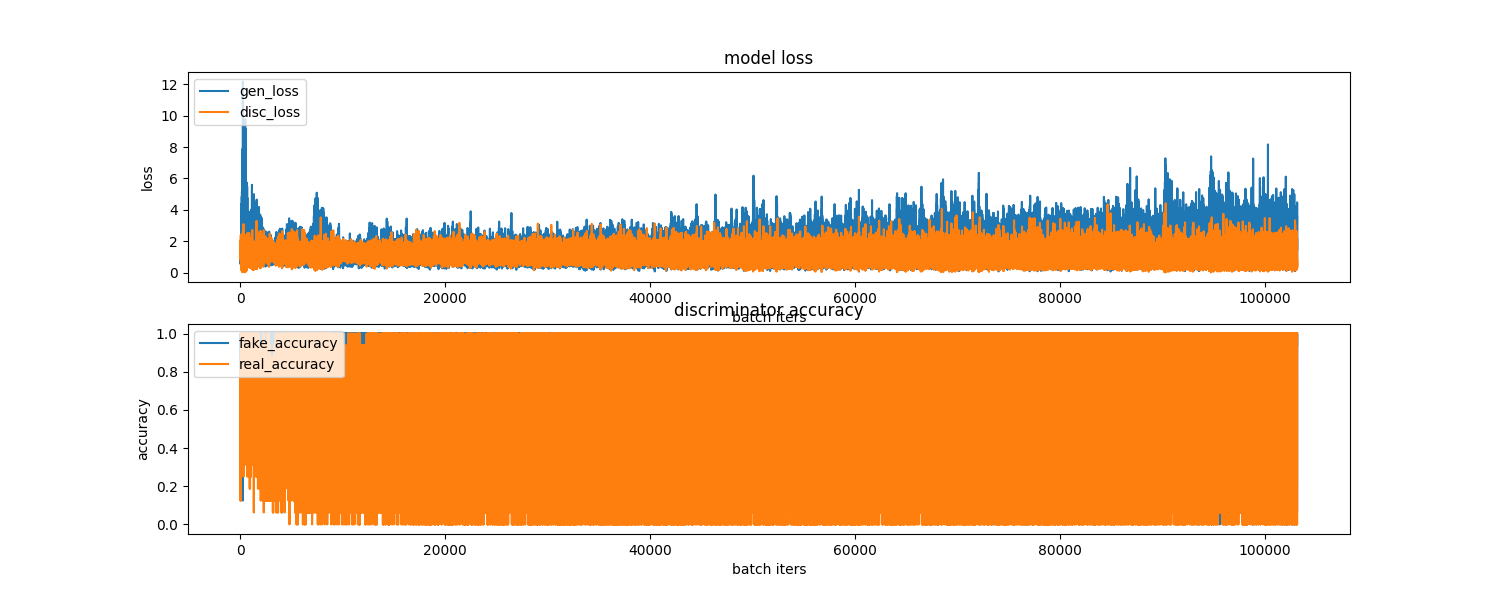 model loss
gen_loss
disc_loss
loss
12
10
8
6
4
2
0
0 20000 40000 60000 80000 100000
batch iters
discriminator accuracy
fake_accuracy
real_accuracy
accuracy
1.0
0.8
0.6
0.4
0.2
0.0
0 20000 40000 60000 80000 100000
batch iters